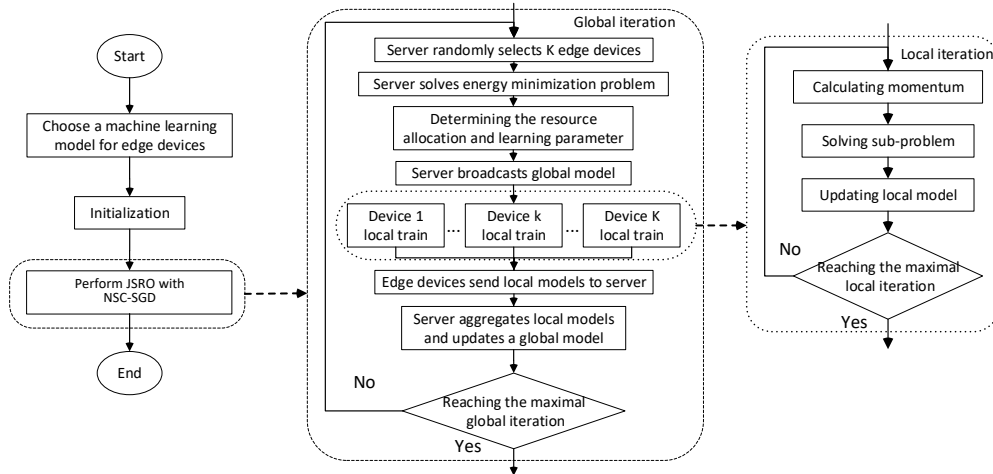 Start
Choose a machine learning
model for edge devices
Initialization
Perform JSRO with
NSC-SGD
End
Global iteration
Server randomly selects K edge devices
Server solves energy minimization problem
Determining the
resource
allocation and learning
parameter
Server broadcasts global model
Device 1
local train
...
Device k
local train
...
Device K
local train
Edge devices send local models to server
Server aggregates local models
and updates a global model
No
Reaching the maximal
global iteration
Yes
Local iteration
Calculating momentum
Solving sub-problem
Updating local model
No
Reaching the maximal
local iteration
Yes